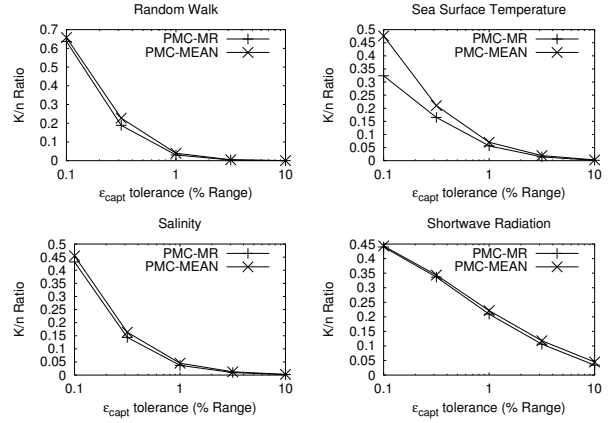 Random Walk
K/n Ratio
0.7
0.6
0.5
0.4
0.3
0.2
0.1
0
0.1
1
10
PMC-MR
PMC-MEAN
εcapt tolerance (% Range)
Sea Surface Temperature
K/n Ratio
0.5
0.45
0.4
0.35
0.3
0.25
0.2
0.15
0.1
0.05
0
0.1
1
10
PMC-MR
PMC-MEAN
εcapt tolerance (% Range)
Salinity
K/n Ratio
0.5
0.45
0.4
0.35
0.3
0.25
0.2
0.15
0.1
0.05
0
0.1
1
10
PMC-MR
PMC-MEAN
εcapt tolerance (% Range)
Shortwave Radiation
K/n Ratio
0.45
0.4
0.35
0.3
0.25
0.2
0.15
0.1
0.05
0
0.1
1
10
PMC-MR
PMC-MEAN
εcapt tolerance (% Range)